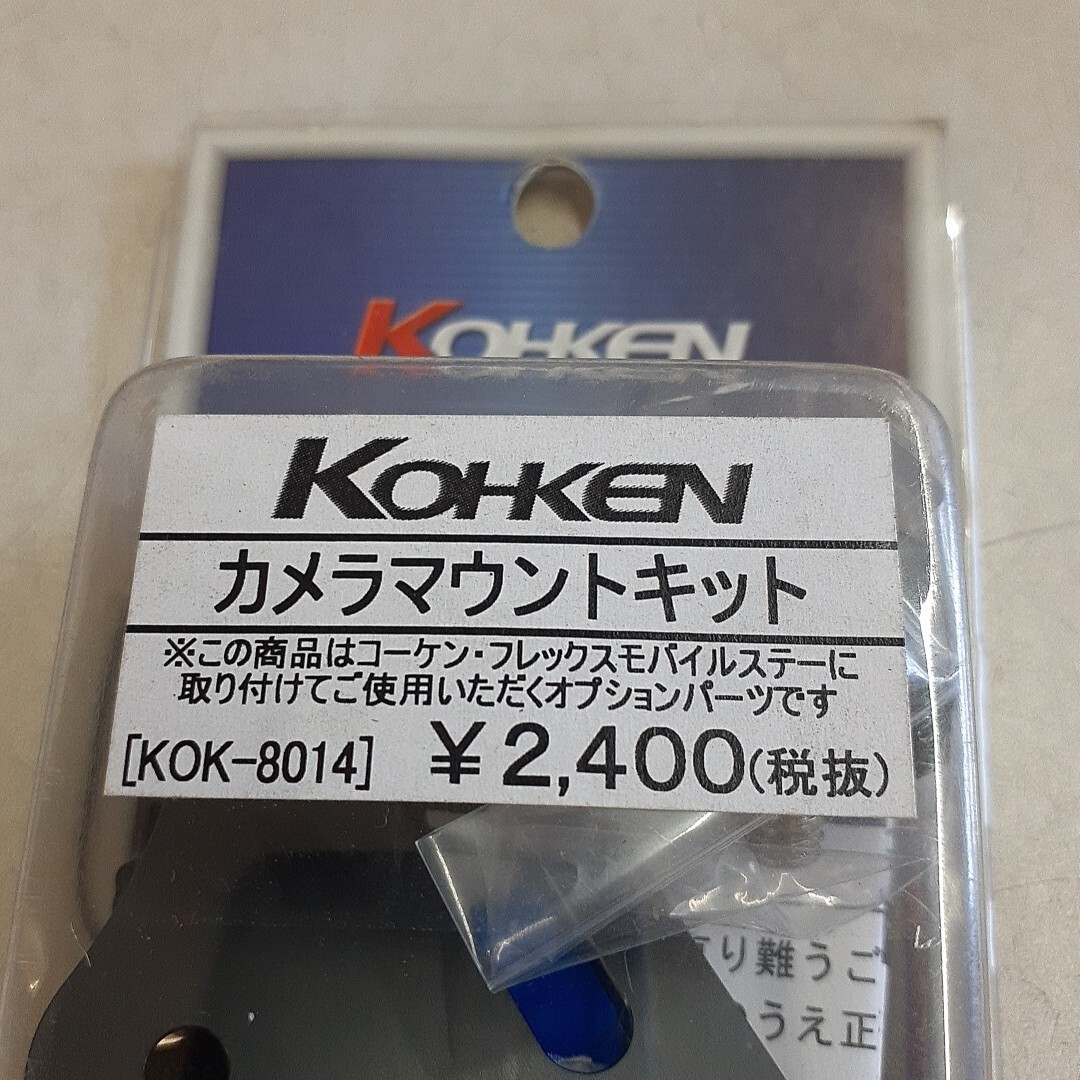 KOHKEN
KOHKEN
カメラマウントキット
※この商品はコーケン・フレックスモバイルステーに
取り付けてご使用いただくオプションパーツです
[KOK-8014] ¥2,400(税抜)
り難うご
うえ正